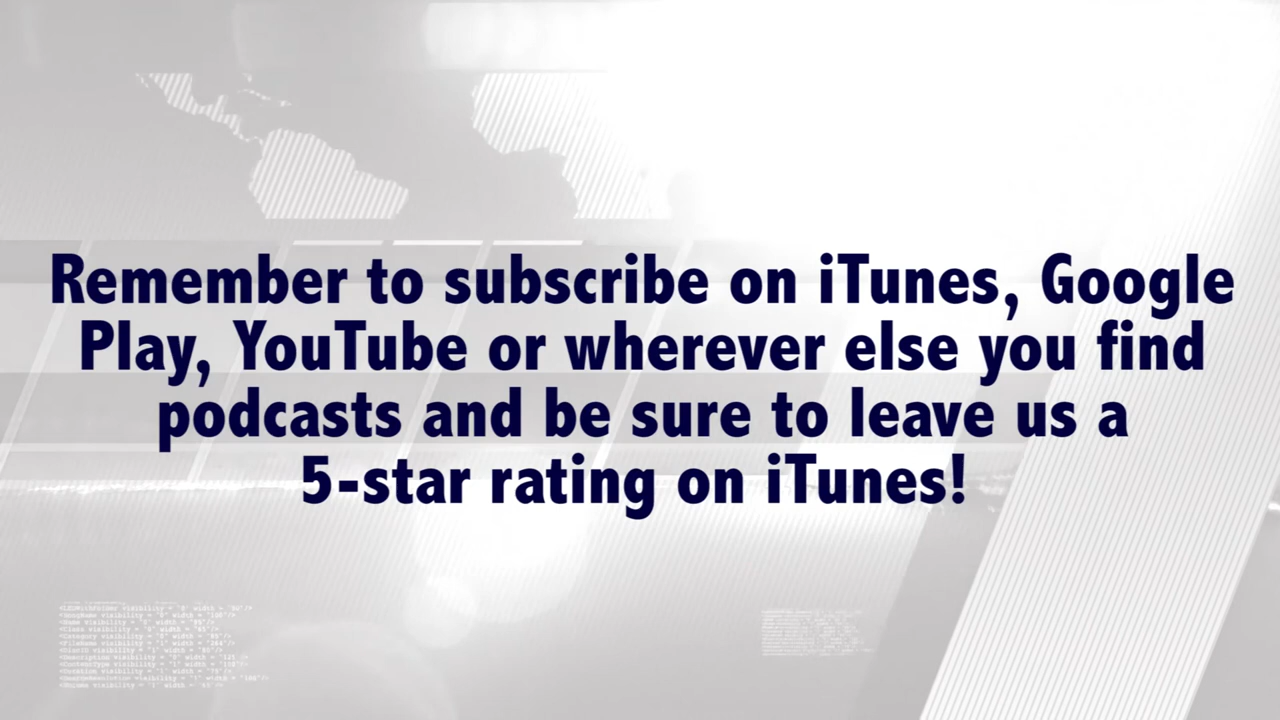 Remember to subscribe on iTunes, Google
Play, YouTube or wherever else you find
podcasts and be sure to leave us a
5-star rating on iTunes!